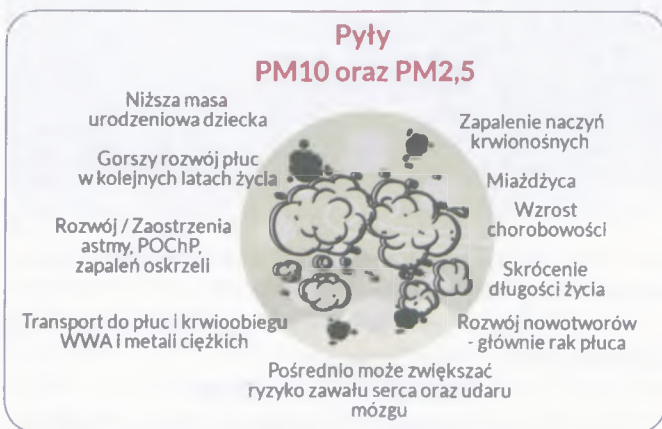 Pyły
PM10 oraz PM2,5
Niższa masa
urodzeniowa dziecka
Gorszy rozwój płuc
w kolejnych latach życia
Rozwój / Zaostrzenia
astmy, POChP,
zapaleń oskrzeli
Transport do płuc i krwioobiegu
WWA i metali ciężkich
Zapalenie naczyń
krwionośnych
Miażdżyca
Wzrost
chorobowości
Skrócenie
długości życia
Rozwój nowotworów
- głównie rak płuca
Pośrednio może zwiększać
ryzyko zawału serca oraz udaru
mózgu